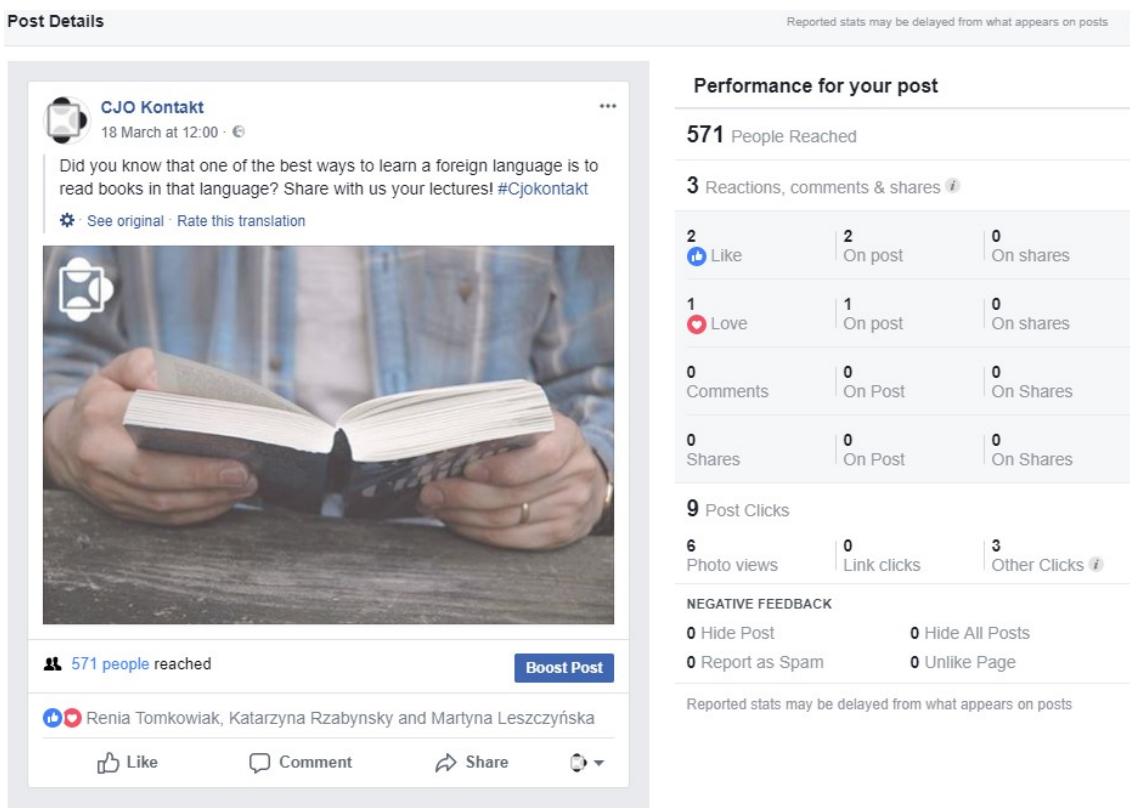 Post Details
Reported stats may be delayed from what appears on posts
CJO Kontakt
18 March at 12:00 ·
Did you know that one of the best ways to learn a foreign language is to
read books in that language? Share with us your lectures! #Cjokontakt
· See original · Rate this translation
571 people reached
Boost Post
Renia Tomkowiak, Katarzyna Rzabynsky and Martyna Leszczyńska
Like Comment Share
Performance for your post
571 People Reached
3 Reactions, comments & shares
2 2 0
Like On post On shares
1 1 0
Love On post On shares
0 0 0
Comments On Post On Shares
0 0 0
Shares On Post On Shares
9 Post Clicks
6 0 3
Photo views Link clicks Other Clicks
NEGATIVE FEEDBACK
0 Hide Post 0 Hide All Posts
0 Report as Spam 0 Unlike Page
Reported stats may be delayed from what appears on posts